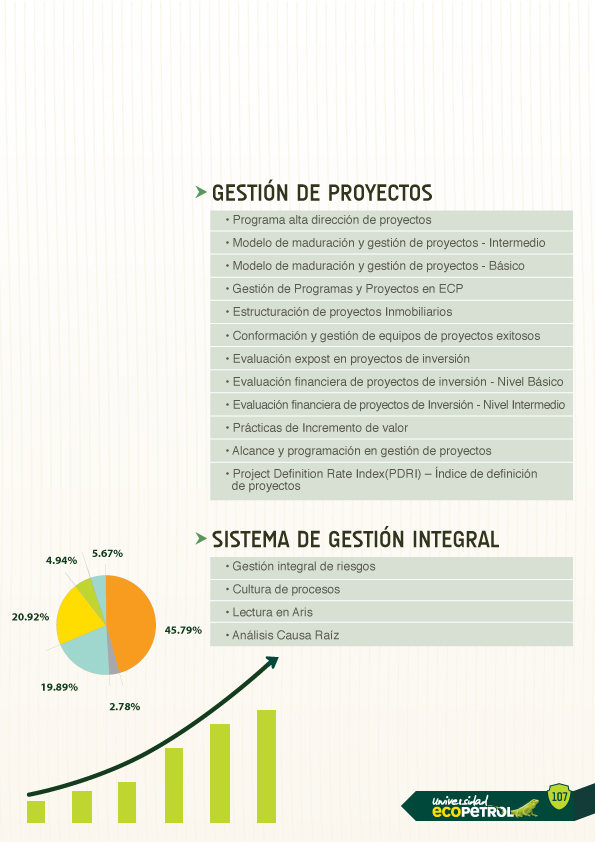 GESTIÓN DE PROYECTOS
• Programa alta dirección de proyectos
• Modelo de maduración y gestión de proyectos - Intermedio
• Modelo de maduración y gestión de proyectos - Básico
• Gestión de Programas y Proyectos en ECP
• Estructuración de proyectos Inmobiliarios
• Conformación y gestión de equipos de proyectos exitosos
• Evaluación expost en proyectos de inversión
• Evaluación financiera de proyectos de inversión - Nivel Básico
• Evaluación financiera de proyectos de Inversión - Nivel Intermedio
• Prácticas de Incremento de valor
• Alcance y programación en gestión de proyectos
• Project Definition Rate Index(PDRI) – Índice de definición
de proyectos
SISTEMA DE GESTIÓN INTEGRAL
• Gestión integral de riesgos
• Cultura de procesos
• Lectura en Aris
• Análisis Causa Raíz
5.67%
4.94%
20.92%
45.79%
19.89%
2.78%
universidad
ecoPETROL
107